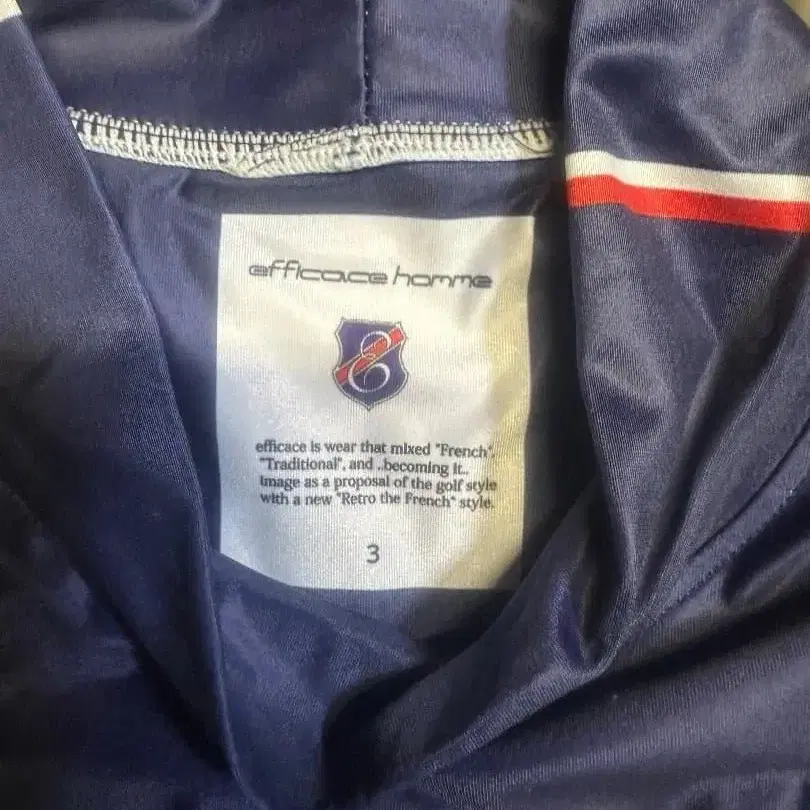 efficace homme
E
efficace is wear that mixed "French",
"Traditional", and ..becoming it..
Image as a proposal of the golf style
with a new "Retro the French" style.
3